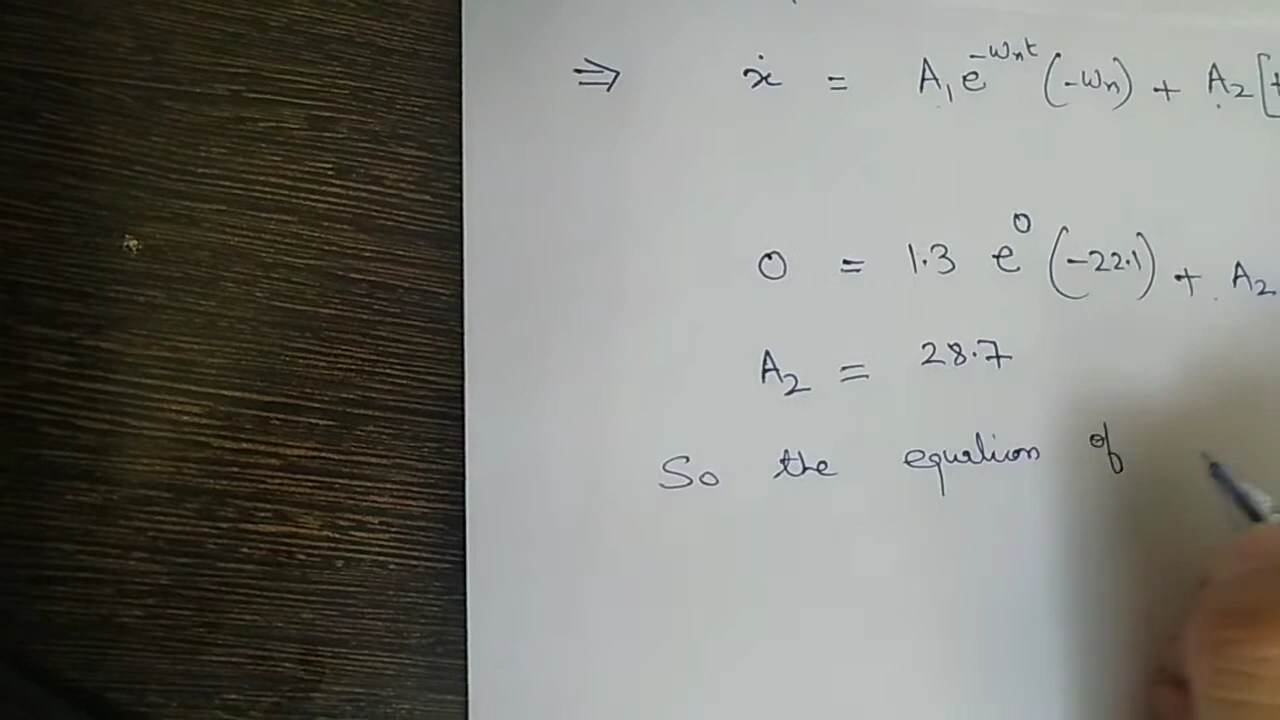 ⇒ ẋ = A₁e^{-ωₙt} (-ωₙ) + A₂ [t
0 = 1.3 e⁰ (-22.1) + A₂
A₂ = 28.7
So the equation of